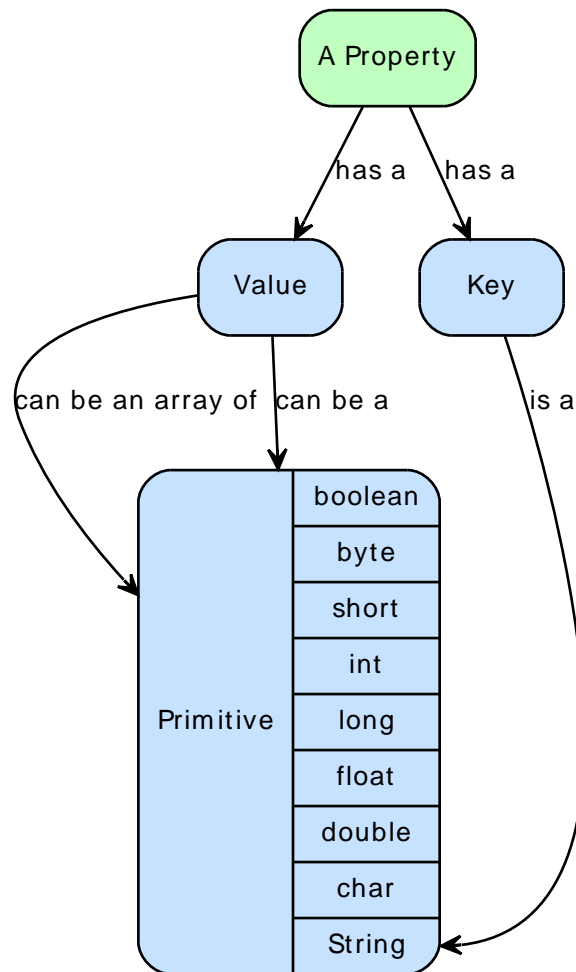 A Property
has a
has a
Value
Key
can be an array of
can be a
is a
boolean
byte
short
int
long
Primitive
float
double
char
String